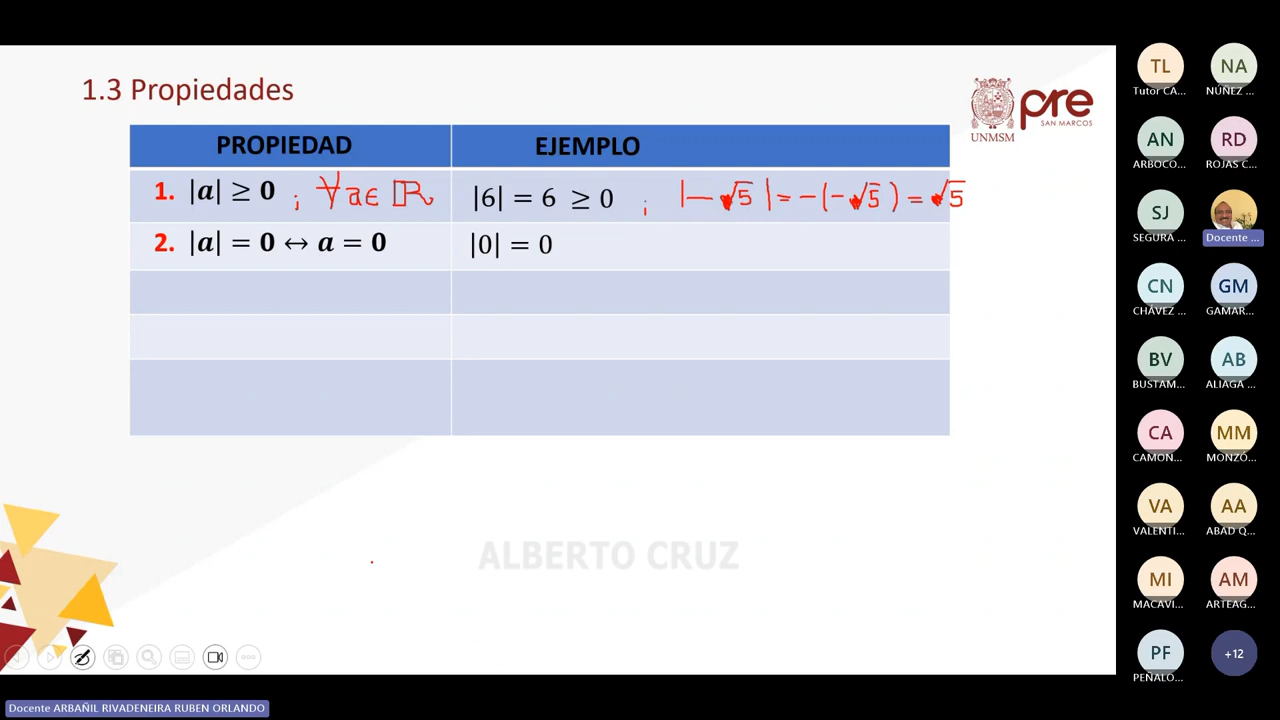 1.3 Propiedades
UNMSM
pre
SAN MARCOS
PROPIEDAD EJEMPLO
1. |a| ≥ 0 ; ∀ a ∈ ℝ |6| = 6 ≥ 0 ; |-√5| = -(-√5) = √5
2. |a| = 0 ↔ a = 0 |0| = 0
ALBERTO CRUZ
TL NA
Tutor CA... NÚÑEZ ...
AN RD
ARBOCO... ROJAS C...
SJ
SEGURA ... Docente ...
CN GM
CHÁVEZ ... GAMAR...
BV AB
BUSTAM... ALIAGA ...
CA MM
CAMON... MONZÓ...
VA AA
VALENTI... ABAD Q...
MI AM
MACAVI... ARTEAG...
PF +12
PEÑALO...
Docente ARBAÑIL RIVADENEIRA RUBEN ORLANDO